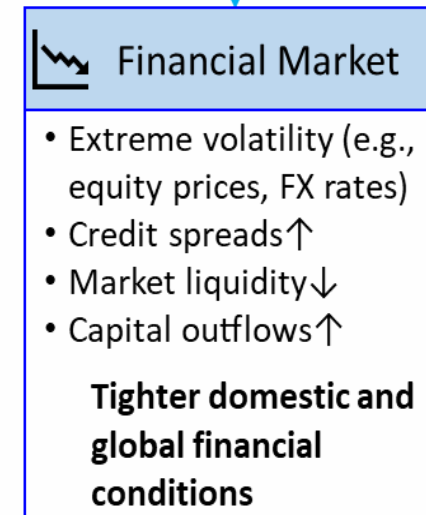 Financial Market
• Extreme volatility (e.g.,
equity prices, FX rates)
• Credit spreads↑
• Market liquidity↓
• Capital outflows↑
Tighter domestic and
global financial
conditions